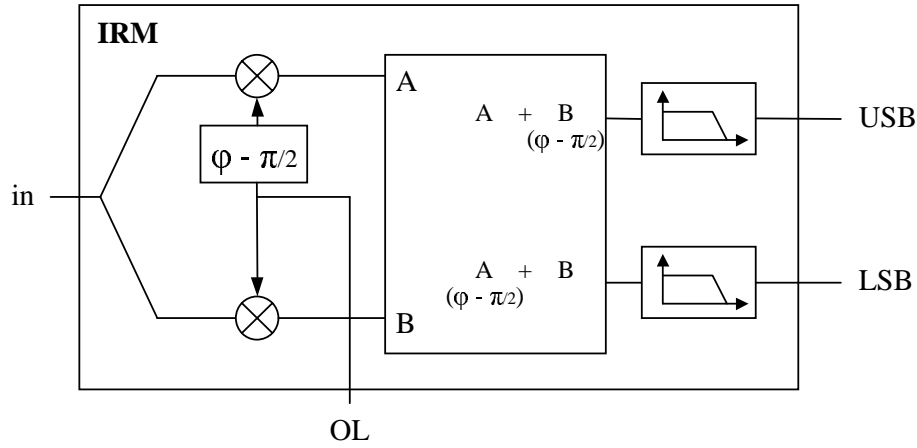 IRM
A
A + B
(φ - π/2)
USB
φ - π/2
in
A + B
(φ - π/2)
LSB
B
OL